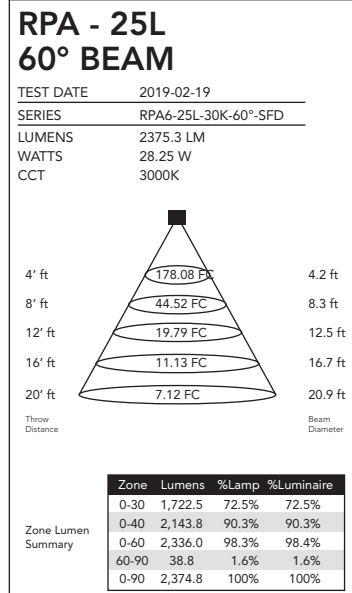 RPA - 25L
60° BEAM
TEST DATE 2019-02-19
SERIES RPA6-25L-30K-60°-SFD
LUMENS 2375.3 LM
WATTS 28.25 W
CCT 3000K
4’ ft 178.08 FC 4.2 ft
8’ ft 44.52 FC 8.3 ft
12’ ft 19.79 FC 12.5 ft
16’ ft 11.13 FC 16.7 ft
20’ ft 7.12 FC 20.9 ft
Throw Beam
Distance Diameter
Zone Lumen
Summary
Zone Lumens %Lamp %Luminaire
0-30 1,722.5 72.5% 72.5%
0-40 2,143.8 90.3% 90.3%
0-60 2,336.0 98.3% 98.4%
60-90 38.8 1.6% 1.6%
0-90 2,374.8 100% 100%